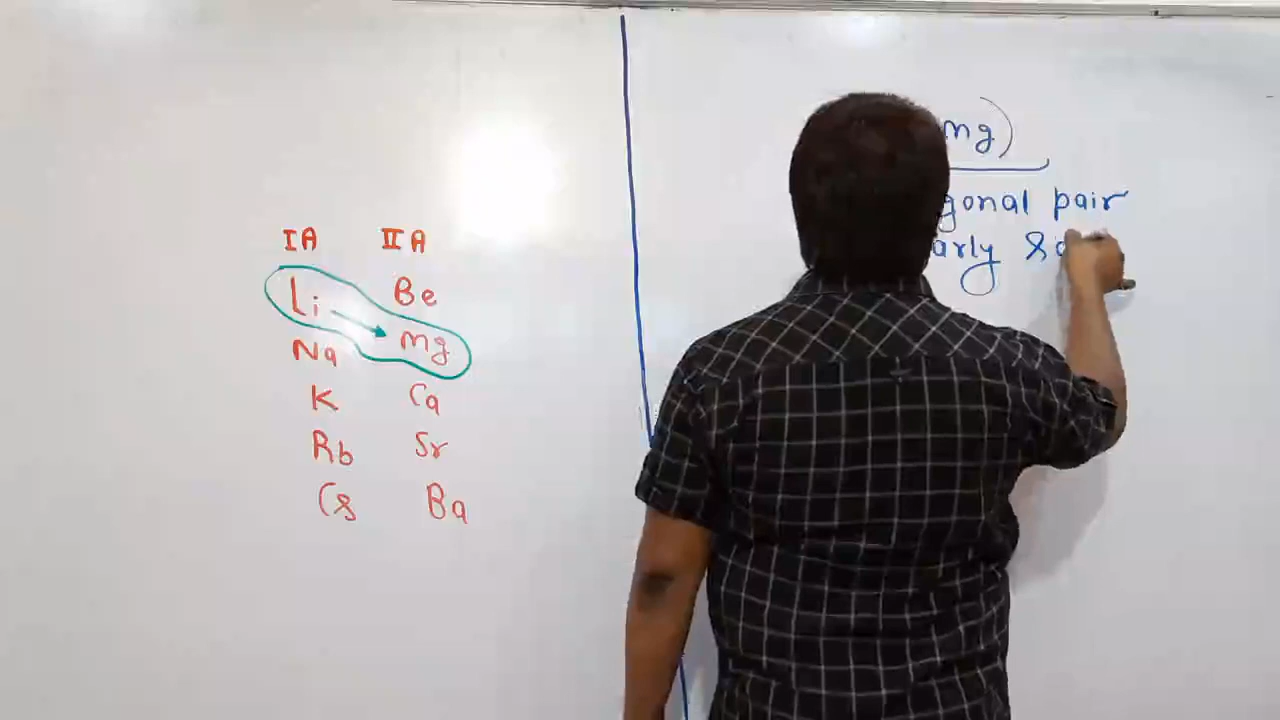 IA IIA
Li Be
Na Mg
K Ca
Rb Sr
Cs Ba
Mg)
gonal pair
arly